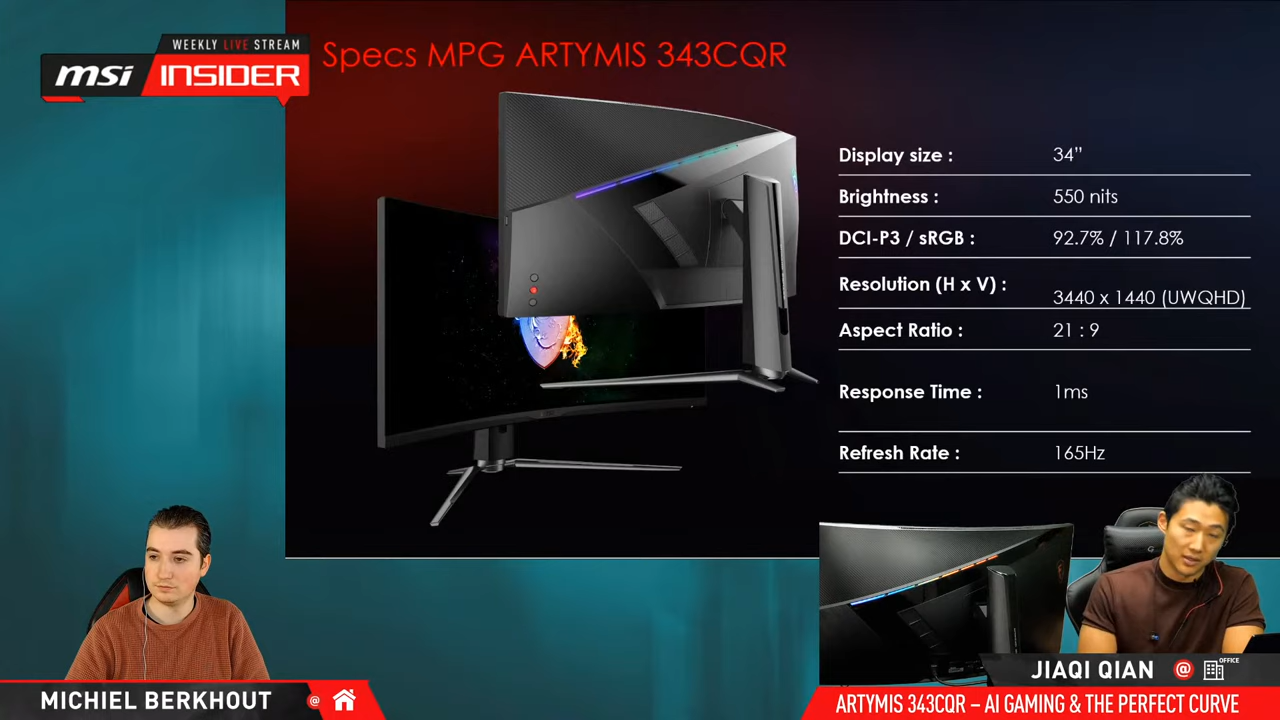 WEEKLY LIVE STREAM
msi INSIDER
Specs MPG ARTYMIS 343CQR
Display size : 34”
Brightness : 550 nits
DCI-P3 / sRGB : 92.7% / 117.8%
Resolution (H x V) : 3440 x 1440 (UWQHD)
Aspect Ratio : 21 : 9
Response Time : 1ms
Refresh Rate : 165Hz
JIAQI QIAN @ OFFICE
MICHIEL BERKHOUT @
ARTYMIS 343CQR – AI GAMING & THE PERFECT CURVE